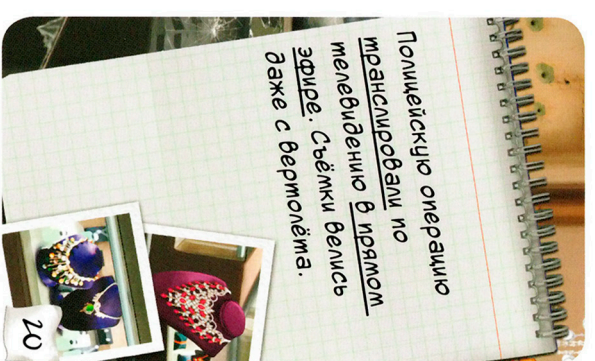 Полицейскую операцию
транслировали по
телевидению в прямом
эфире. Съёмки велись
даже с вертолёта.
20